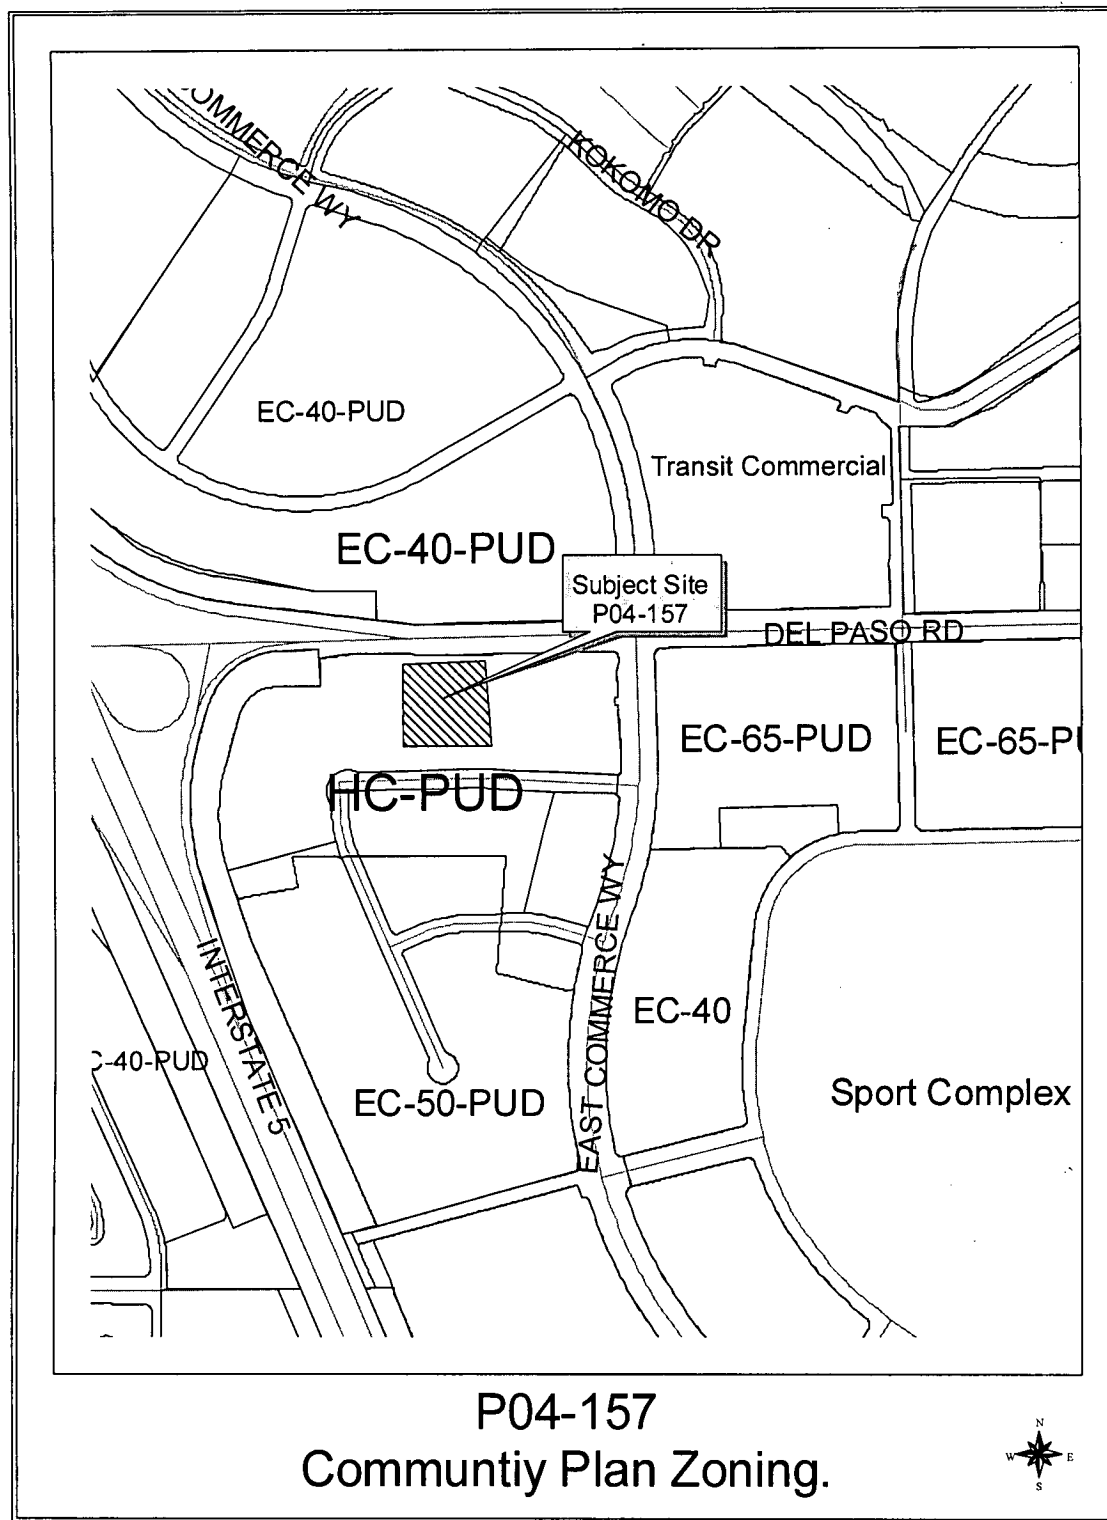 COMMERCE WY
KOKOMO DR
EC-40-PUD
Transit Commercial
EC-40-PUD
Subject Site
P04-157
DEL PASO RD
EC-65-PUD
EC-65-PU
HC-PUD
INTERSTATE 5
EAST COMMERCE WY
EC-40
C-40-PUD
EC-50-PUD
Sport Complex
P04-157
Communtiy Plan Zoning.
N
W
E
S